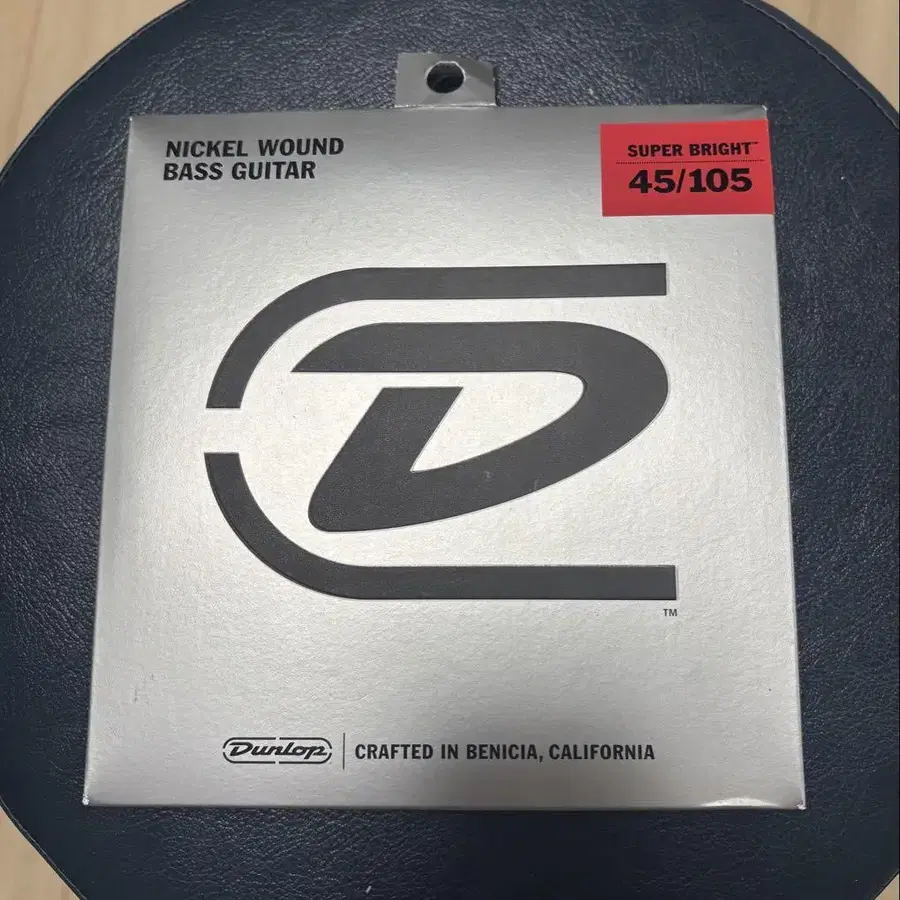 NICKEL WOUND
BASS GUITAR
SUPER BRIGHT™
45/105
D
TM
Dunlop
CRAFTED IN BENICIA, CALIFORNIA